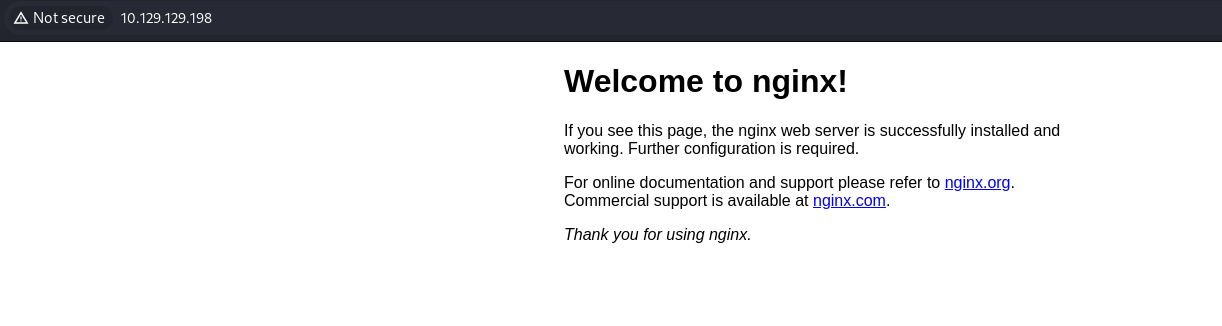 Not secure 10.129.129.198
Welcome to nginx!
If you see this page, the nginx web server is successfully installed and
working. Further configuration is required.
For online documentation and support please refer to nginx.org.
Commercial support is available at nginx.com.
Thank you for using nginx.